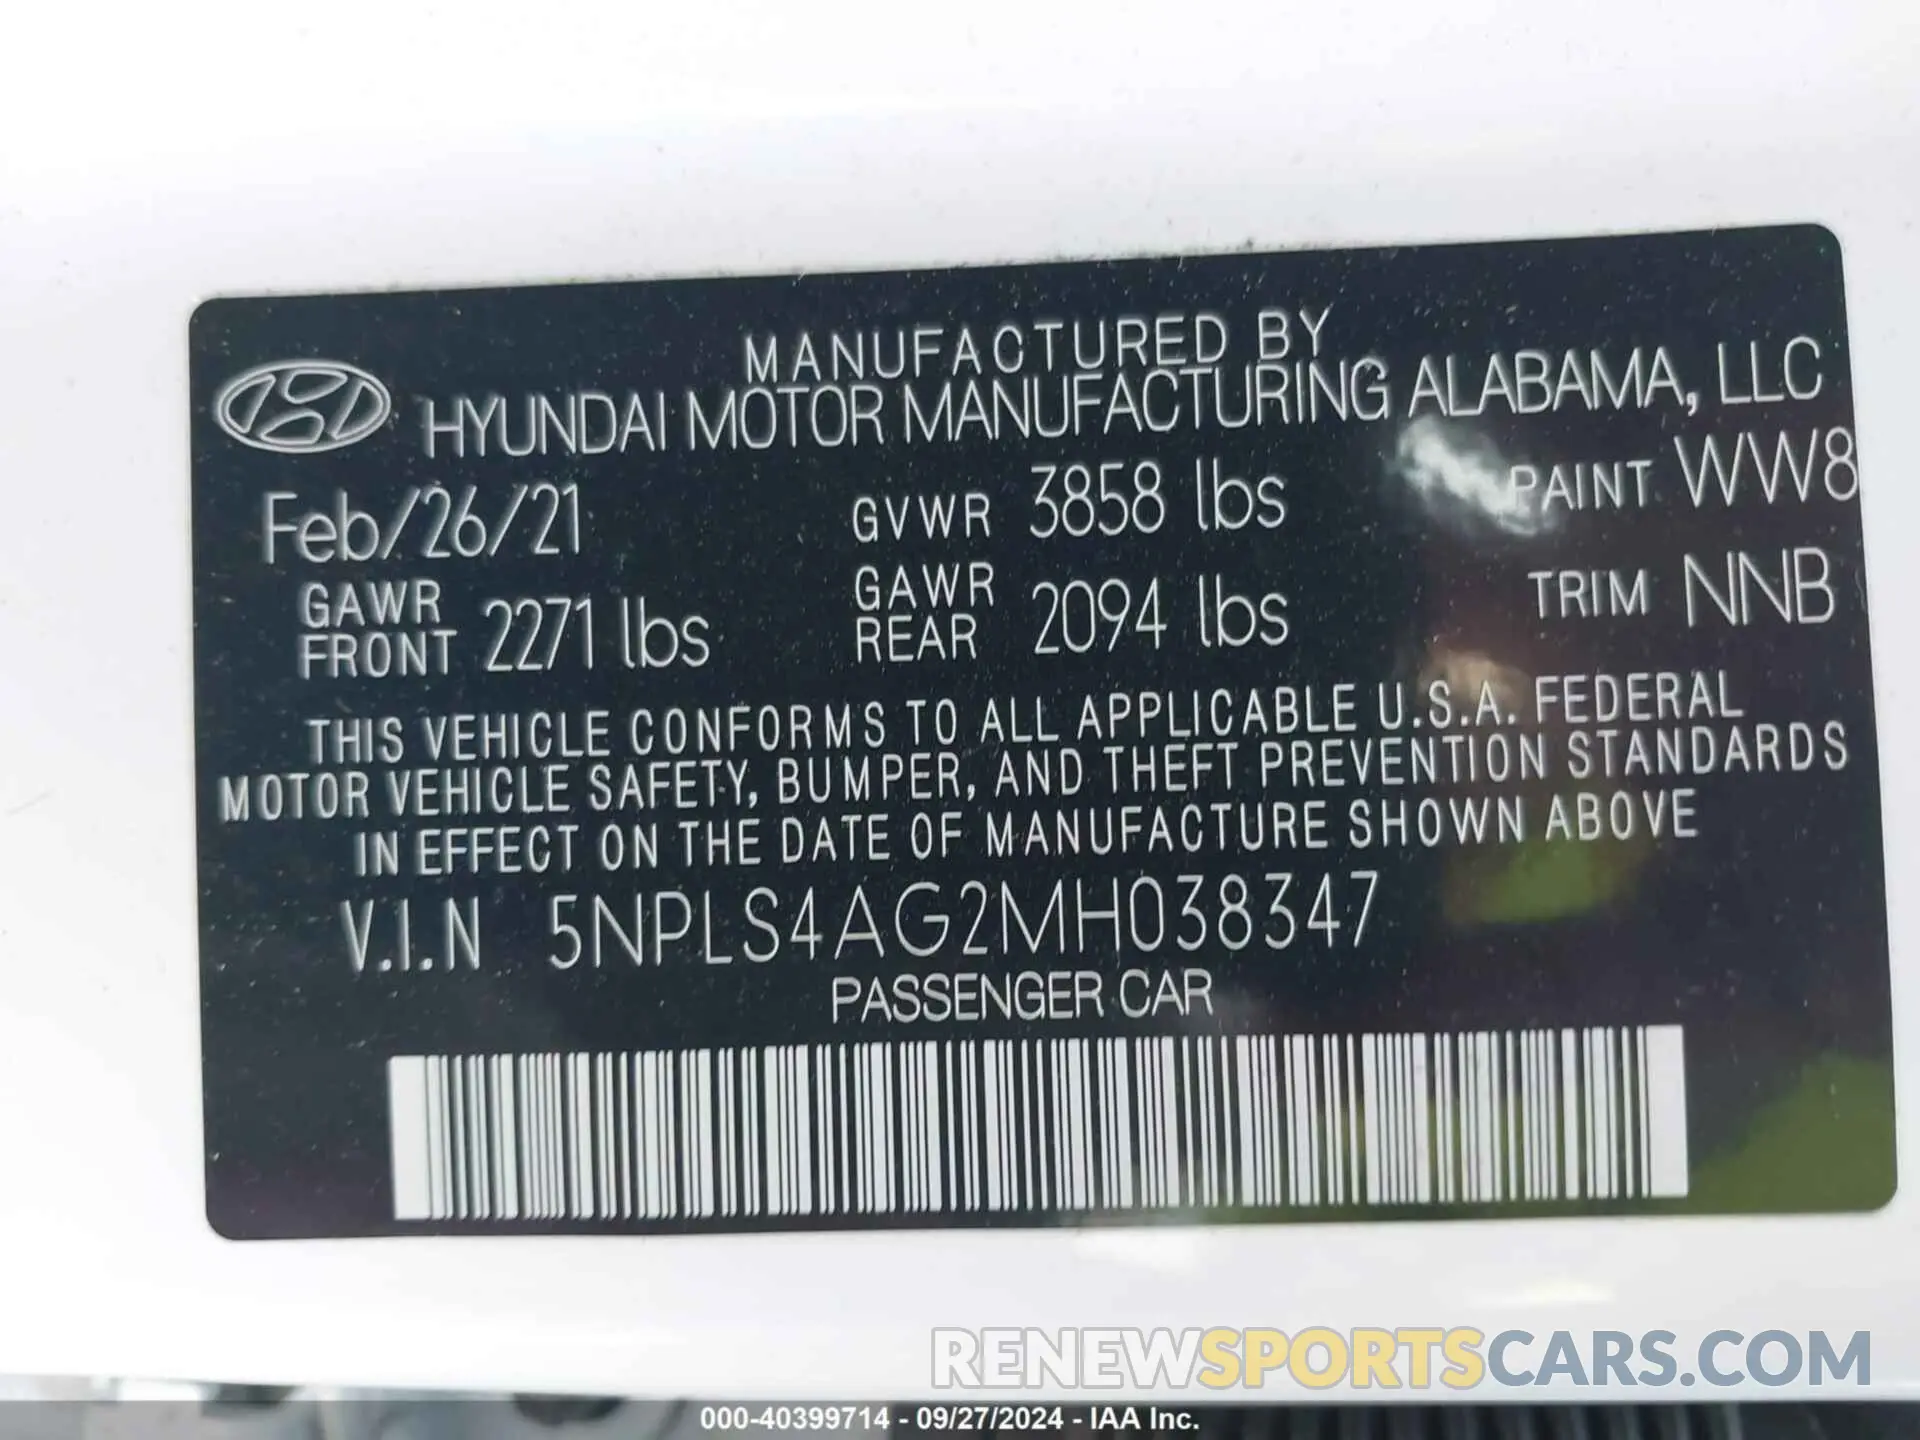 MANUFACTURED BY
HYUNDAI MOTOR MANUFACTURING ALABAMA, LLC
Feb/26/21 GVWR 3858 lbs PAINT WW8
GAWR FRONT 2271 lbs GAWR REAR 2094 lbs TRIM NNB
THIS VEHICLE CONFORMS TO ALL APPLICABLE U.S.A. FEDERAL
MOTOR VEHICLE SAFETY, BUMPER, AND THEFT PREVENTION STANDARDS
IN EFFECT ON THE DATE OF MANUFACTURE SHOWN ABOVE
V.I.N 5NPLS4AG2MH038347
PASSENGER CAR
RENEWSPORTSCARS.COM
000-40399714 - 09/27/2024 - IAA Inc.